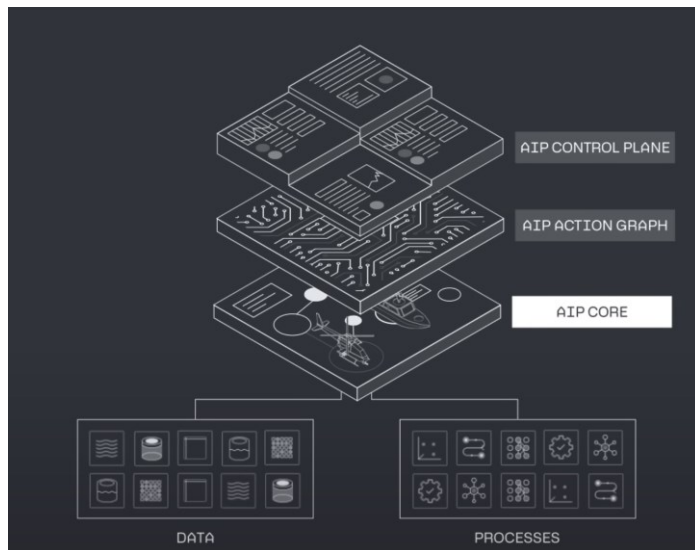 AIP CONTROL PLANE
AIP ACTION GRAPH
AIP CORE
DATA
PROCESSES